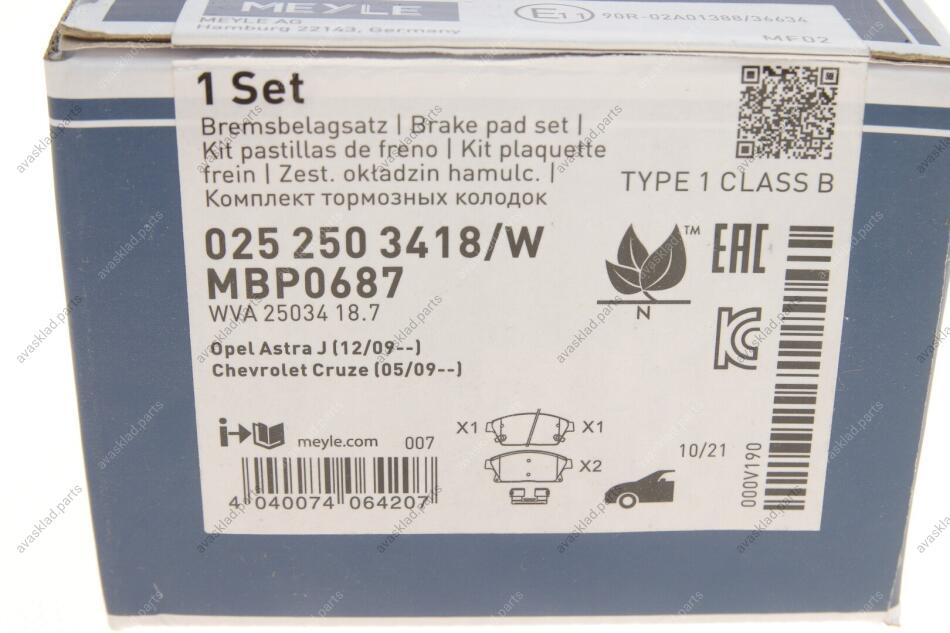 MEYLE
MEYLE AG
Hamburg 22143, Germany
E11 90R-02A01388/36634
MF02
1 Set
Bremsbelagsatz | Brake pad set |
Kit pastillas de freno | Kit plaquette
frein | Zest. okładzin hamulc. |
Комплект тормозных колодок
TYPE 1 CLASS B
025 250 3418/W
MBP0687
WVA 25034 18.7
TM
N
EAC
KC
Opel Astra J (12/09--)
Chevrolet Cruze (05/09--)
i
meyle.com
007
X1
X1
X2
10/21
000V190
4 040074 064207
avasklad.parts